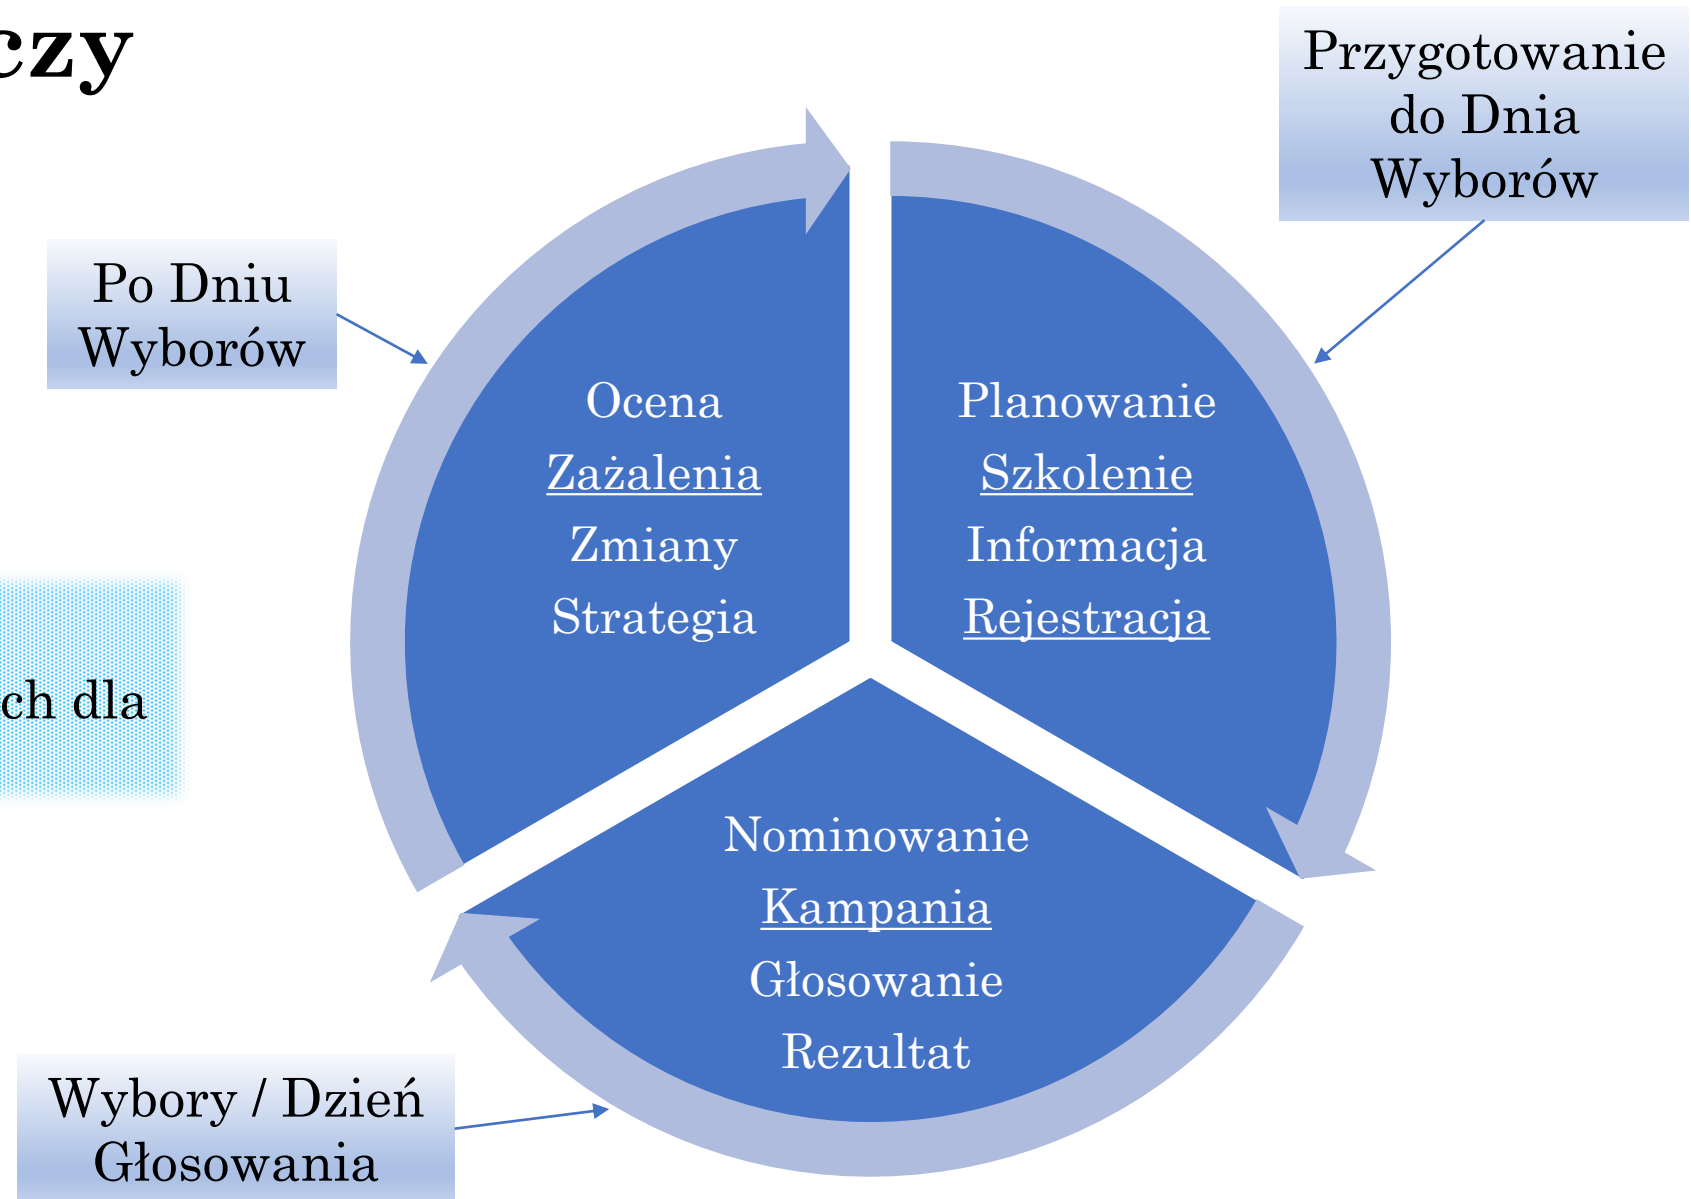 czy
Przygotowanie
do Dnia
Wyborów
Po Dniu
Wyborów
Ocena
Zażalenia
Zmiany
Strategia
Planowanie
Szkolenie
Informacja
Rejestracja
ch dla
Nominowanie
Kampania
Głosowanie
Rezultat
Wybory / Dzień
Głosowania